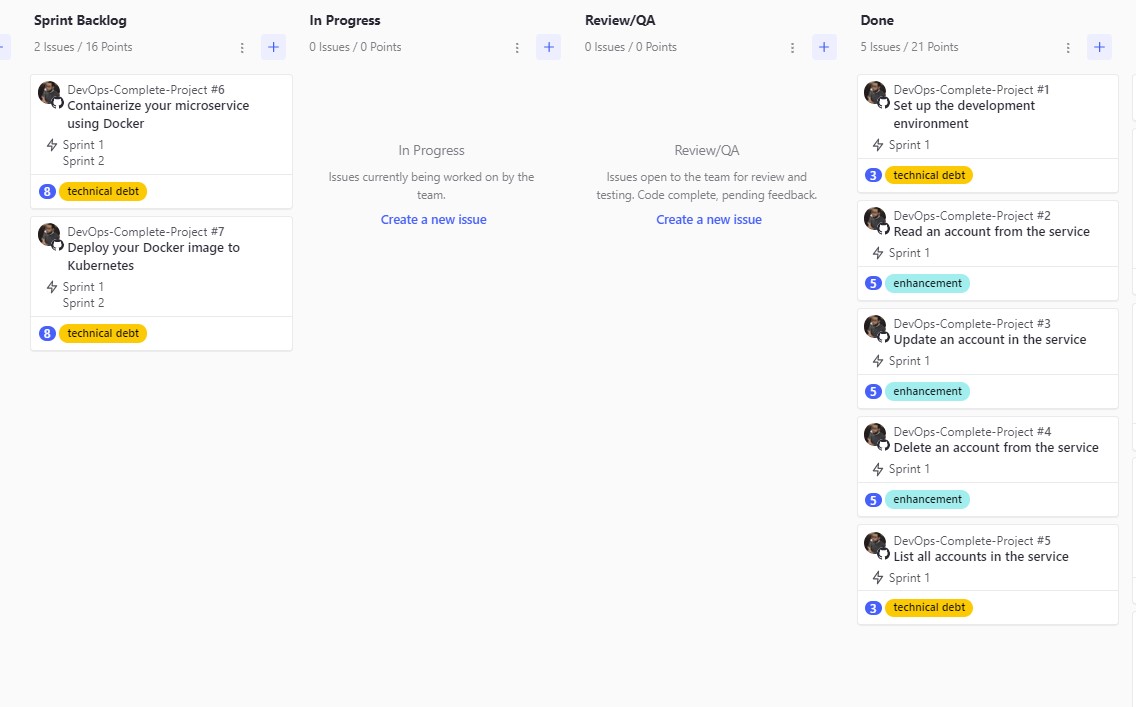 Sprint Backlog
2 Issues / 16 Points
DevOps-Complete-Project #6
Containerize your microservice
using Docker
Sprint 1
Sprint 2
8 technical debt
DevOps-Complete-Project #7
Deploy your Docker image to
Kubernetes
Sprint 1
Sprint 2
8 technical debt
In Progress
0 Issues / 0 Points
In Progress
Issues currently being worked on by the
team.
Create a new issue
Review/QA
0 Issues / 0 Points
Review/QA
Issues open to the team for review and
testing. Code complete, pending feedback.
Create a new issue
Done
5 Issues / 21 Points
DevOps-Complete-Project #1
Set up the development
environment
Sprint 1
3 technical debt
DevOps-Complete-Project #2
Read an account from the service
Sprint 1
5 enhancement
DevOps-Complete-Project #3
Update an account in the service
Sprint 1
5 enhancement
DevOps-Complete-Project #4
Delete an account from the service
Sprint 1
5 enhancement
DevOps-Complete-Project #5
List all accounts in the service
Sprint 1
3 technical debt